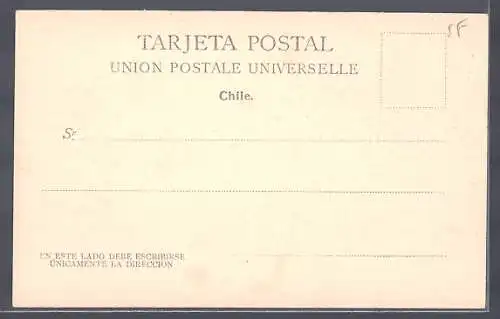 TARJETA POSTAL
UNION POSTALE UNIVERSELLE
Chile.
Sr
EN ESTE LADO DEBE ESCRIBIRSE
ÚNICAMENTE LA DIRECCION